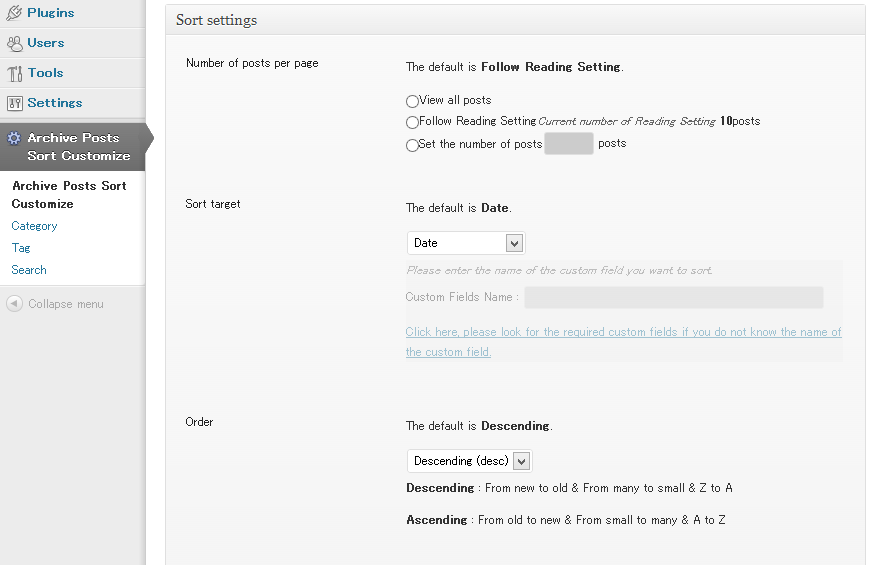 Plugins
Users
Tools
Settings
Archive Posts
Sort Customize
Archive Posts Sort
Customize
Category
Tag
Search
Collapse menu
Sort settings
Number of posts per page
The default is Follow Reading Setting.
View all posts
Follow Reading Setting Current number of Reading Setting 10posts
Set the number of posts posts
Sort target
The default is Date.
Date
Please enter the name of the custom field you want to sort.
Custom Fields Name :
Click here, please look for the required custom fields if you do not know the name of
the custom field.
Order
The default is Descending.
Descending (desc)
Descending : From new to old & From many to small & Z to A
Ascending : From old to new & From small to many & A to Z